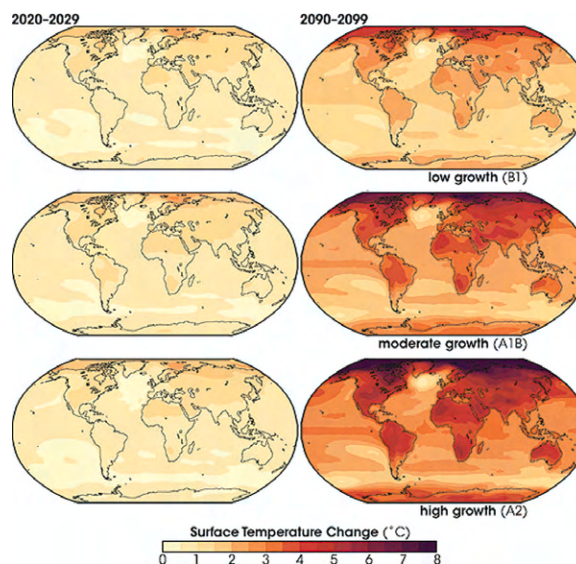 2020–2029
2090–2099
low growth (B1)
moderate growth (A1B)
high growth (A2)
Surface Temperature Change (°C)
0 1 2 3 4 5 6 7 8